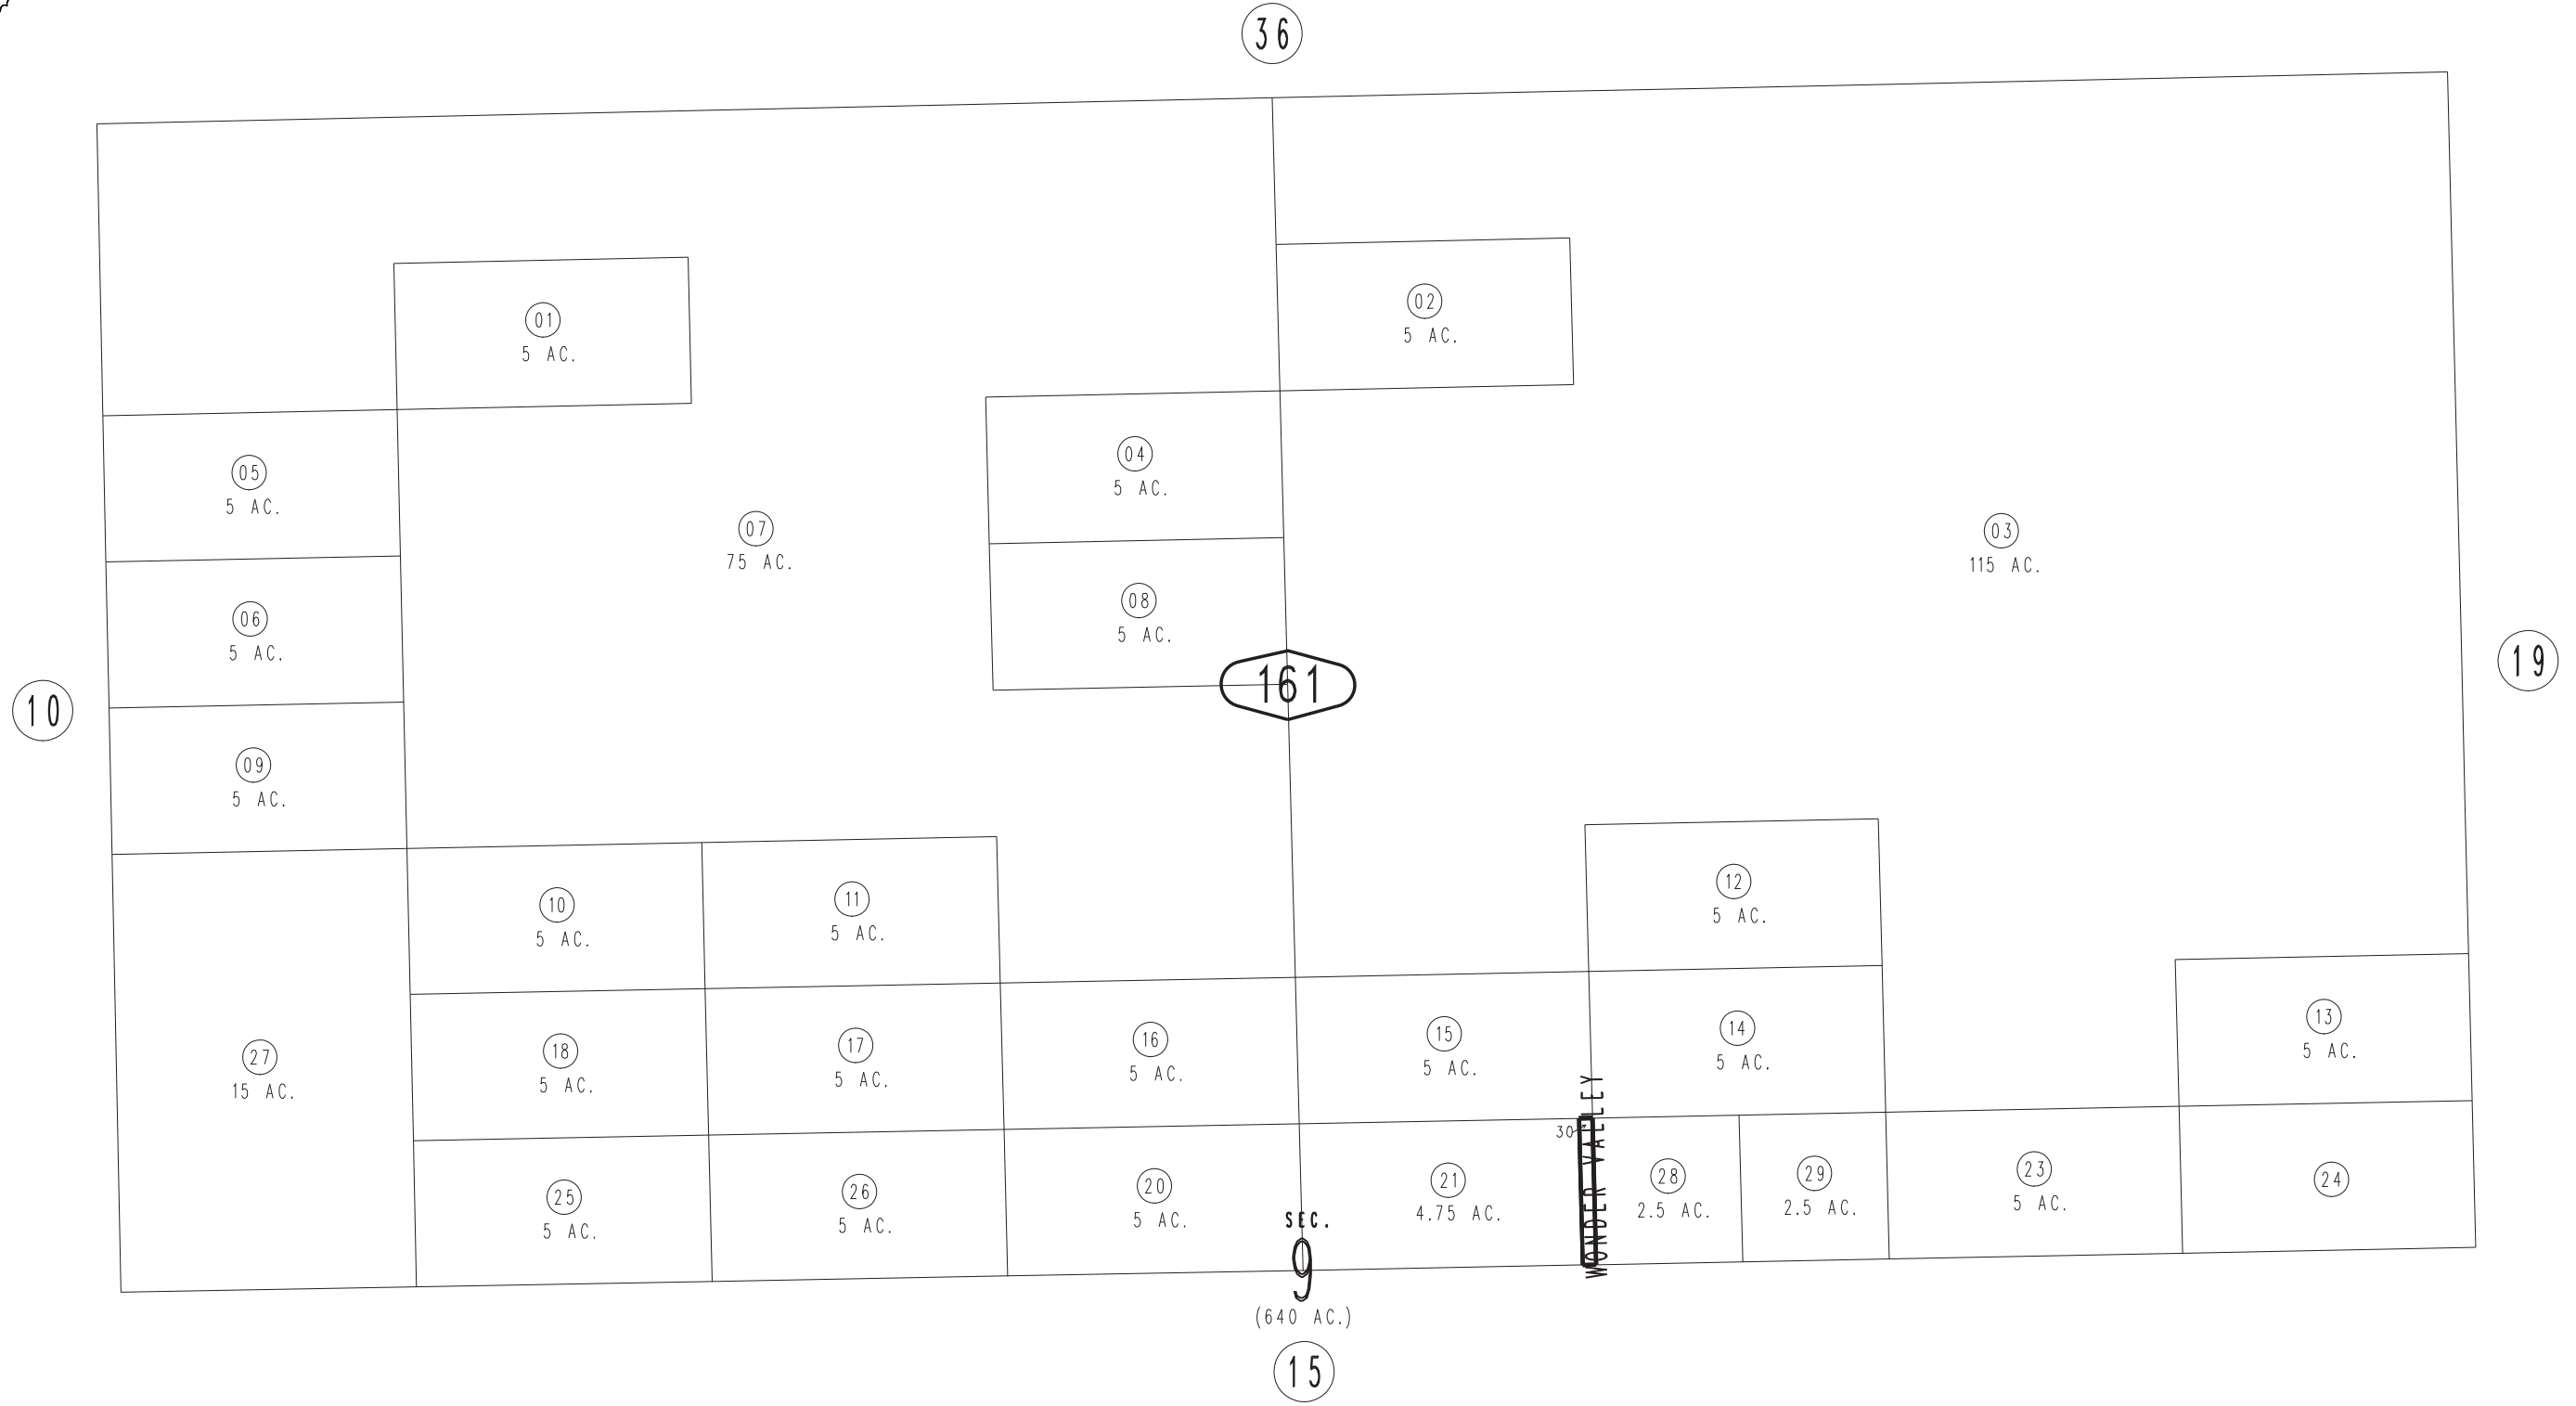 36
01
5 AC.
02
5 AC.
04
5 AC.
05
5 AC.
07
75 AC.
03
115 AC.
08
5 AC.
06
5 AC.
161
19
10
09
5 AC.
12
5 AC.
10
5 AC.
11
5 AC.
13
5 AC.
14
5 AC.
15
5 AC.
16
5 AC.
17
5 AC.
18
5 AC.
27
15 AC.
WONDER VALLEY
30
25
5 AC.
26
5 AC.
20
5 AC.
21
4.75 AC.
28
2.5 AC.
29
2.5 AC.
23
5 AC.
24
SEC.
9
(640 AC.)
15